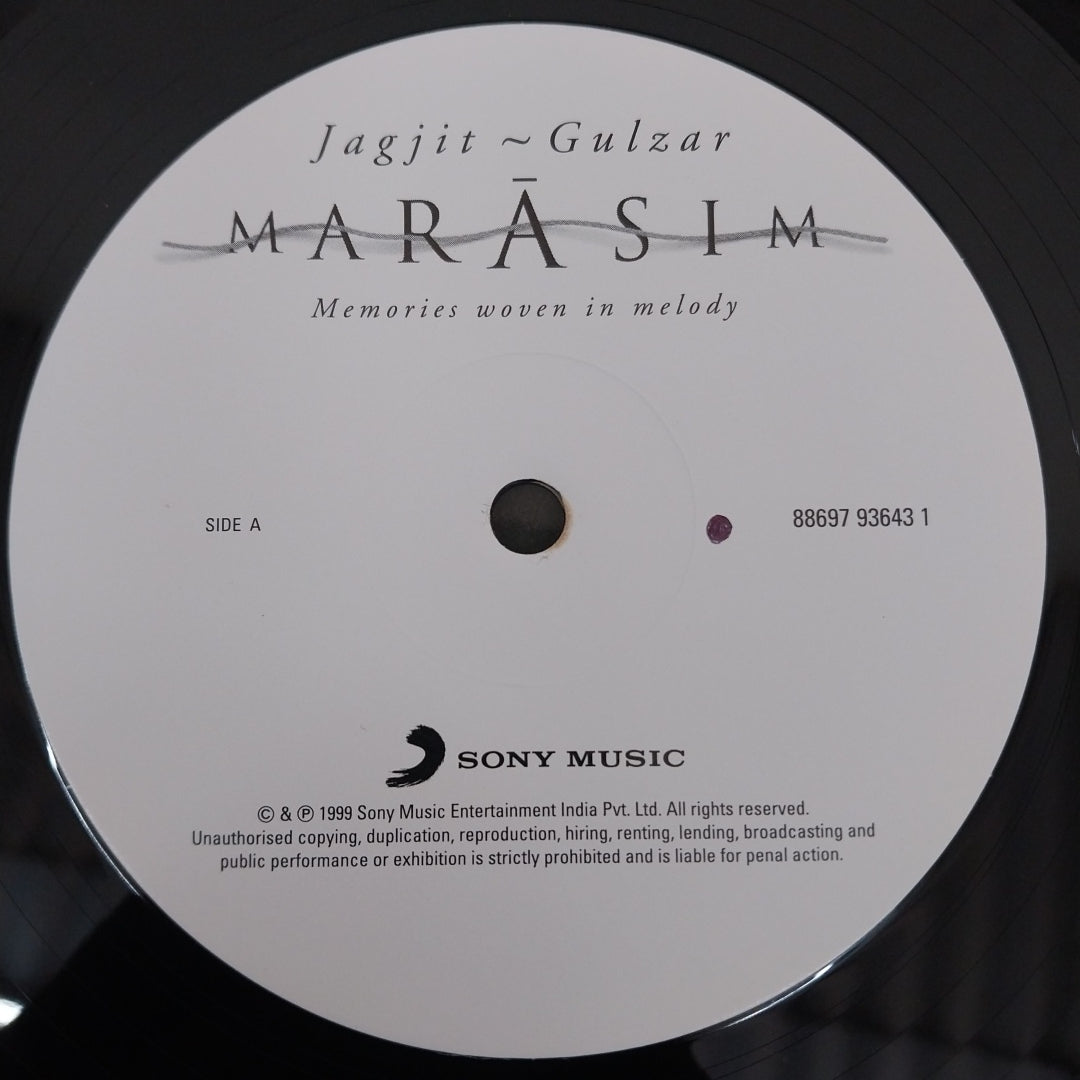 Jagjit ~ Gulzar
MARĀSIM
Memories woven in melody
SIDE A
88697 93643 1
SONY MUSIC
© & ℗ 1999 Sony Music Entertainment India Pvt. Ltd. All rights reserved.
Unauthorised copying, duplication, reproduction, hiring, renting, lending, broadcasting and
public performance or exhibition is strictly prohibited and is liable for penal action.